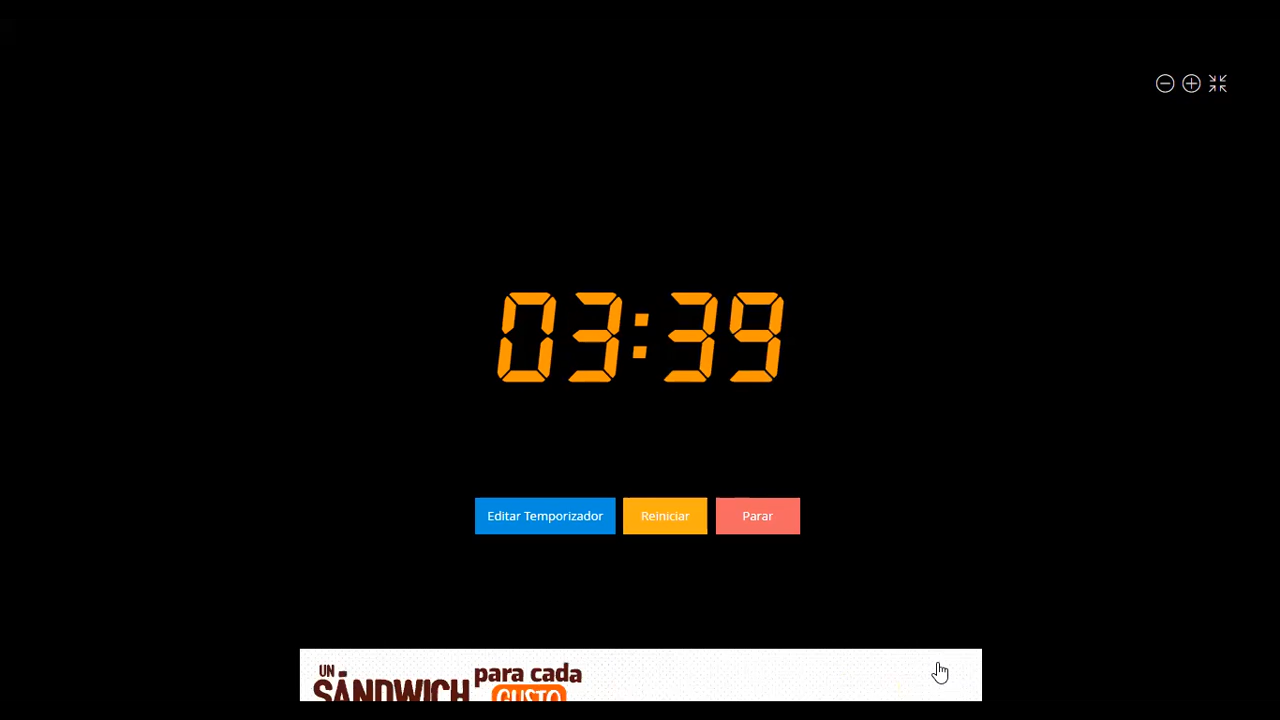 03:39
Editar Temporizador Reiniciar Parar
UN
SÁNDWICH para cada
GUSTO